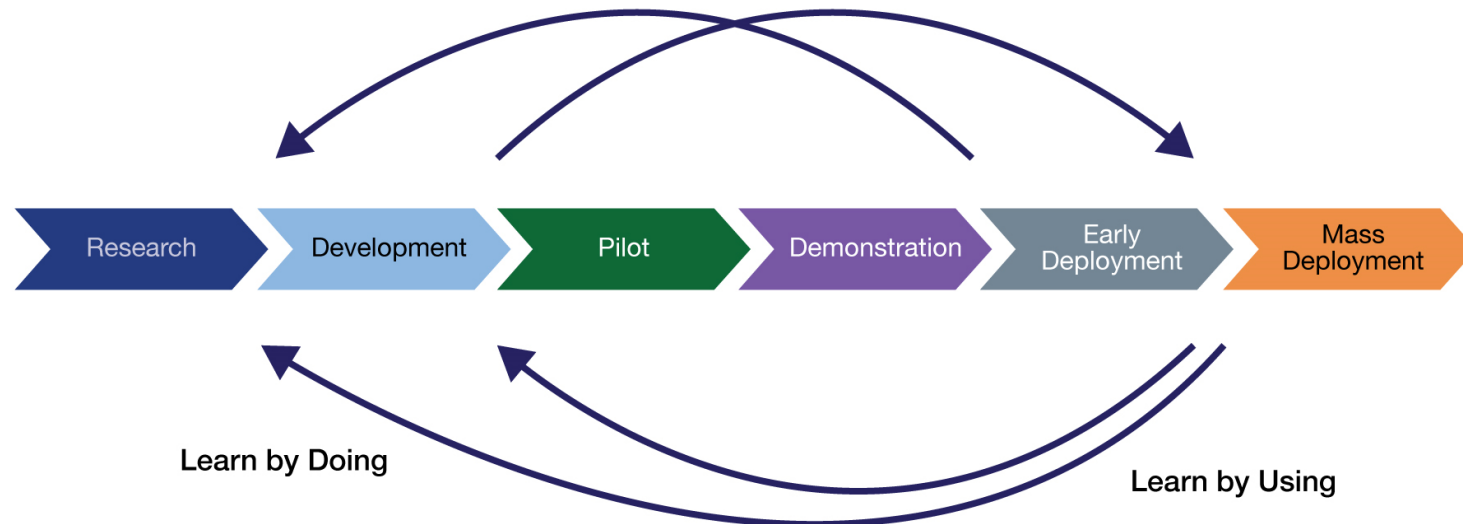 Research
Development
Pilot
Demonstration
Early
Deployment
Mass
Deployment
Learn by Doing
Learn by Using